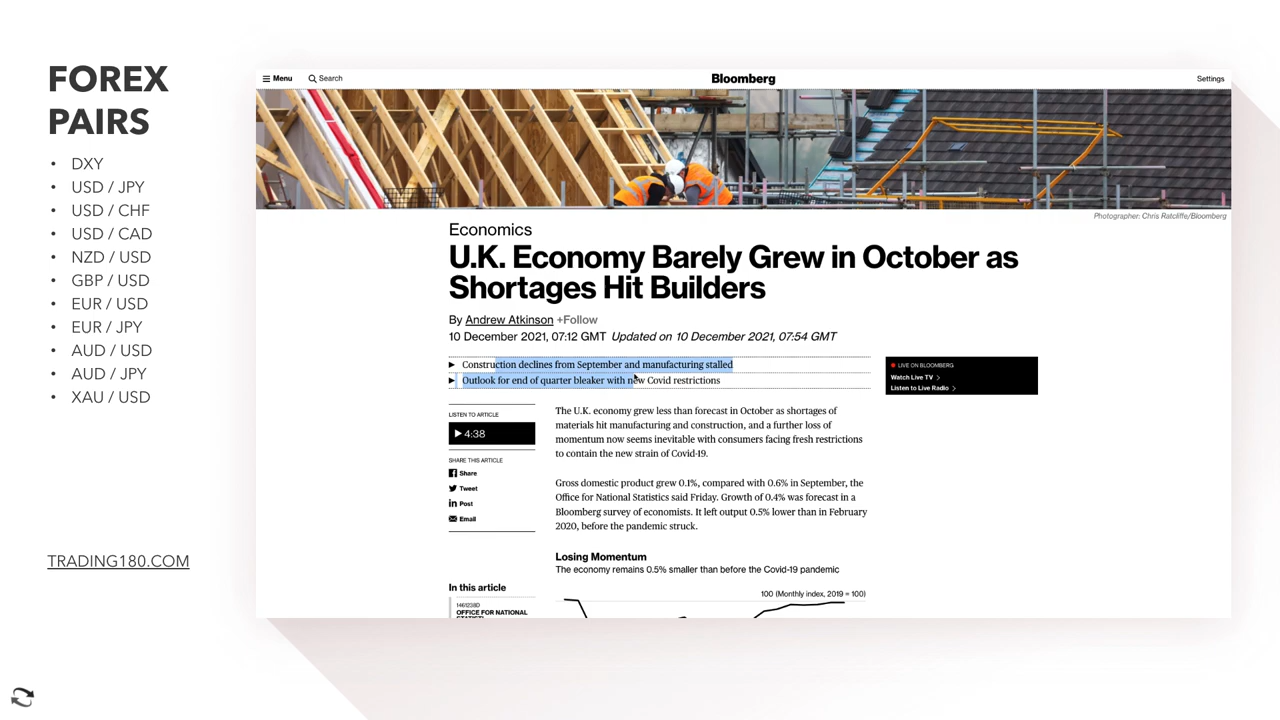 FOREX
PAIRS
• DXY
• USD / JPY
• USD / CHF
• USD / CAD
• NZD / USD
• GBP / USD
• EUR / USD
• EUR / JPY
• AUD / USD
• AUD / JPY
• XAU / USD
TRADING180.COM
Menu
Search
Bloomberg
Settings
Photographer: Chris Ratcliffe/Bloomberg
Economics
U.K. Economy Barely Grew in October as
Shortages Hit Builders
By Andrew Atkinson +Follow
10 December 2021, 07:12 GMT Updated on 10 December 2021, 07:54 GMT
Construction declines from September and manufacturing stalled
Outlook for end of quarter bleaker with new Covid restrictions
LIVE ON BLOOMBERG
Watch Live TV >
Listen to Live Radio >
LISTEN TO ARTICLE
4:38
SHARE THIS ARTICLE
Share
Tweet
Post
Email
The U.K. economy grew less than forecast in October as shortages of
materials hit manufacturing and construction, and a further loss of
momentum now seems inevitable with consumers facing fresh restrictions
to contain the new strain of Covid-19.
Gross domestic product grew 0.1%, compared with 0.6% in September, the
Office for National Statistics said Friday. Growth of 0.4% was forecast in a
Bloomberg survey of economists. It left output 0.5% lower than in February
2020, before the pandemic struck.
Losing Momentum
The economy remains 0.5% smaller than before the Covid-19 pandemic
100 (Monthly index, 2019 = 100)
In this article
1461238D
OFFICE FOR NATIONAL